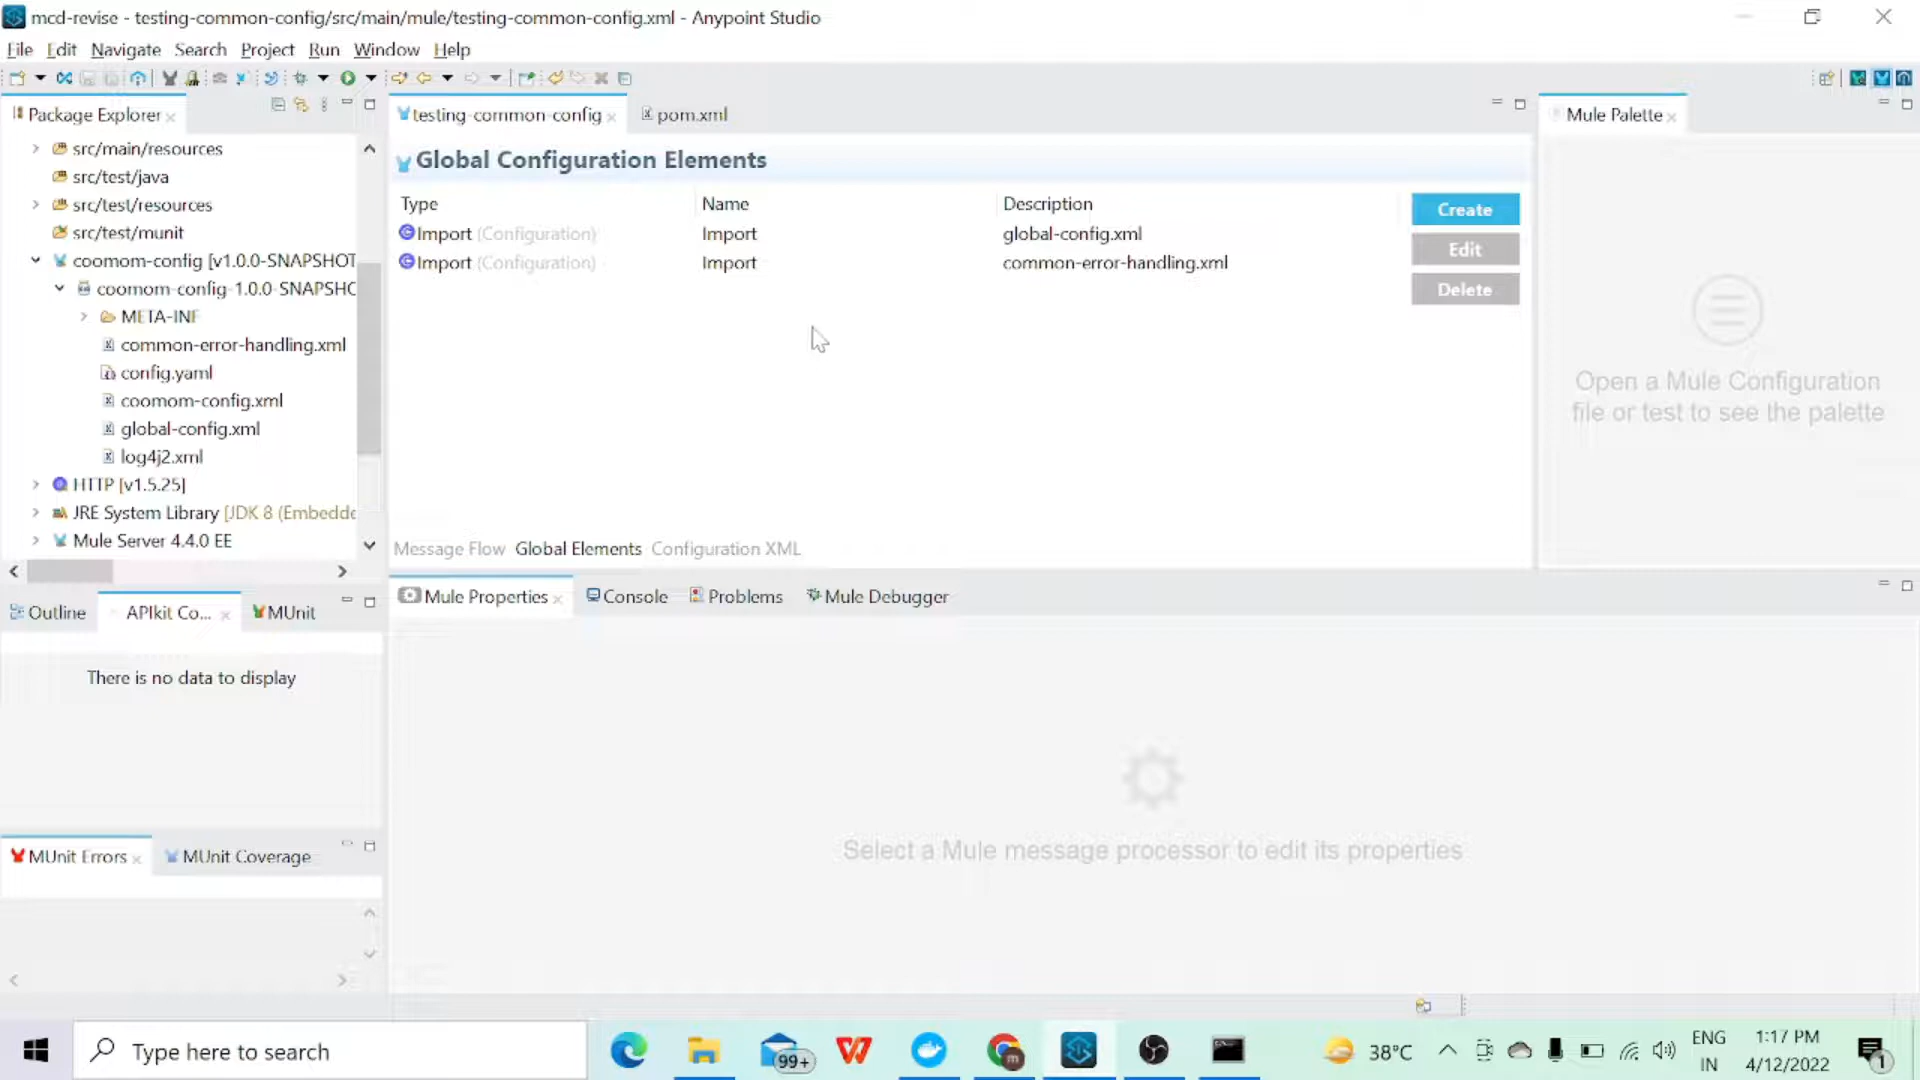 mcd-revise - testing-common-config/src/main/mule/testing-common-config.xml - Anypoint Studio
File Edit Navigate Search Project Run Window Help
Package Explorer
src/main/resources
src/test/java
src/test/resources
src/test/munit
coomom-config [v1.0.0-SNAPSHOT
coomom-config-1.0.0-SNAPSHO
META-INF
common-error-handling.xml
config.yaml
coomom-config.xml
global-config.xml
log4j2.xml
HTTP [v1.5.25]
JRE System Library [JDK 8 (Embedde
Mule Server 4.4.0 EE
testing-common-config
pom.xml
Global Configuration Elements
Type Name Description
Import (Configuration) Import global-config.xml
Import (Configuration) Import common-error-handling.xml
Create
Edit
Delete
Message Flow Global Elements Configuration XML
Mule Palette
Open a Mule Configuration
file or test to see the palette
Outline APIkit Co... MUnit
There is no data to display
MUnit Errors MUnit Coverage
Mule Properties Console Problems Mule Debugger
Select a Mule message processor to edit its properties
Type here to search
99+
m
38°C
ENG
IN
1:17 PM
4/12/2022
1